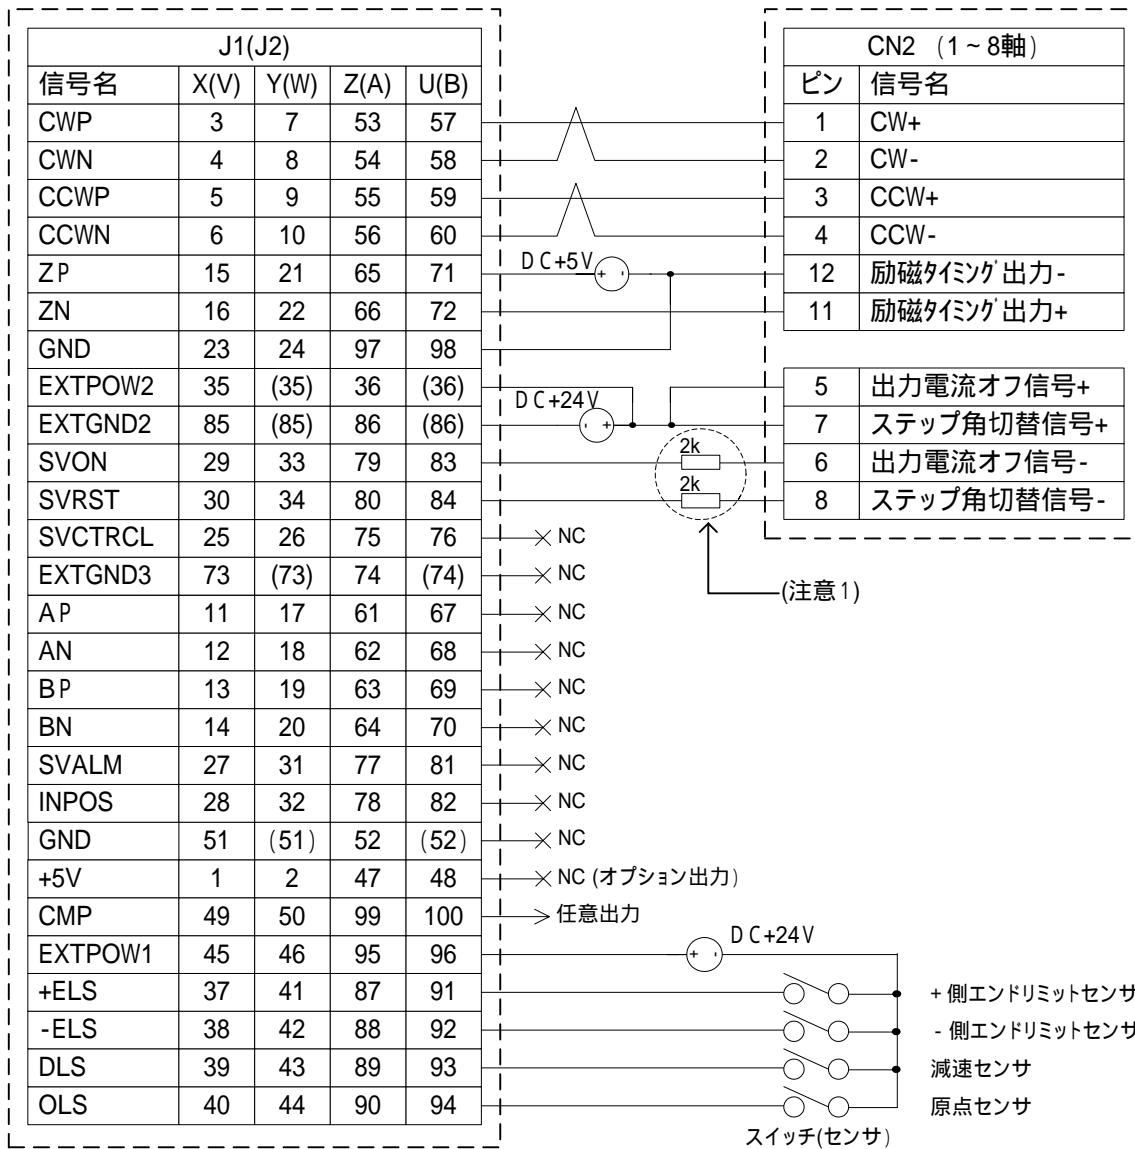 J1(J2)
信号名 X(V) Y(W) Z(A) U(B)
CWP 3 7 53 57
CWN 4 8 54 58
CCWP 5 9 55 59
CCWN 6 10 56 60
ZP 15 21 65 71
ZN 16 22 66 72
GND 23 24 97 98
EXTPOW2 35 (35) 36 (36)
EXTGND2 85 (85) 86 (86)
SVON 29 33 79 83
SVRST 30 34 80 84
SVCTRCL 25 26 75 76
EXTGND3 73 (73) 74 (74)
AP 11 17 61 67
AN 12 18 62 68
BP 13 19 63 69
BN 14 20 64 70
SVALM 27 31 77 81
INPOS 28 32 78 82
GND 51 (51) 52 (52)
+5V 1 2 47 48
CMP 49 50 99 100
EXTPOW1 45 46 95 96
+ELS 37 41 87 91
-ELS 38 42 88 92
DLS 39 43 89 93
OLS 40 44 90 94
DC+5V
+ -
DC+24V
- +
2k
2k
NC
NC
NC
NC
NC
NC
NC
NC
NC
NC (オプション出力)
任意出力
(注意1)
CN2 (1~8軸)
ピン 信号名
1 CW+
2 CW-
3 CCW+
4 CCW-
12 励磁ﾀｲﾐﾝｸﾞ出力-
11 励磁ﾀｲﾐﾝｸﾞ出力+
5 出力電流オフ信号+
7 ステップ角切替信号+
6 出力電流オフ信号-
8 ステップ角切替信号-
DC+24V
+ -
+側エンドリミットセンサ
-側エンドリミットセンサ
減速センサ
原点センサ
スイッチ(センサ)